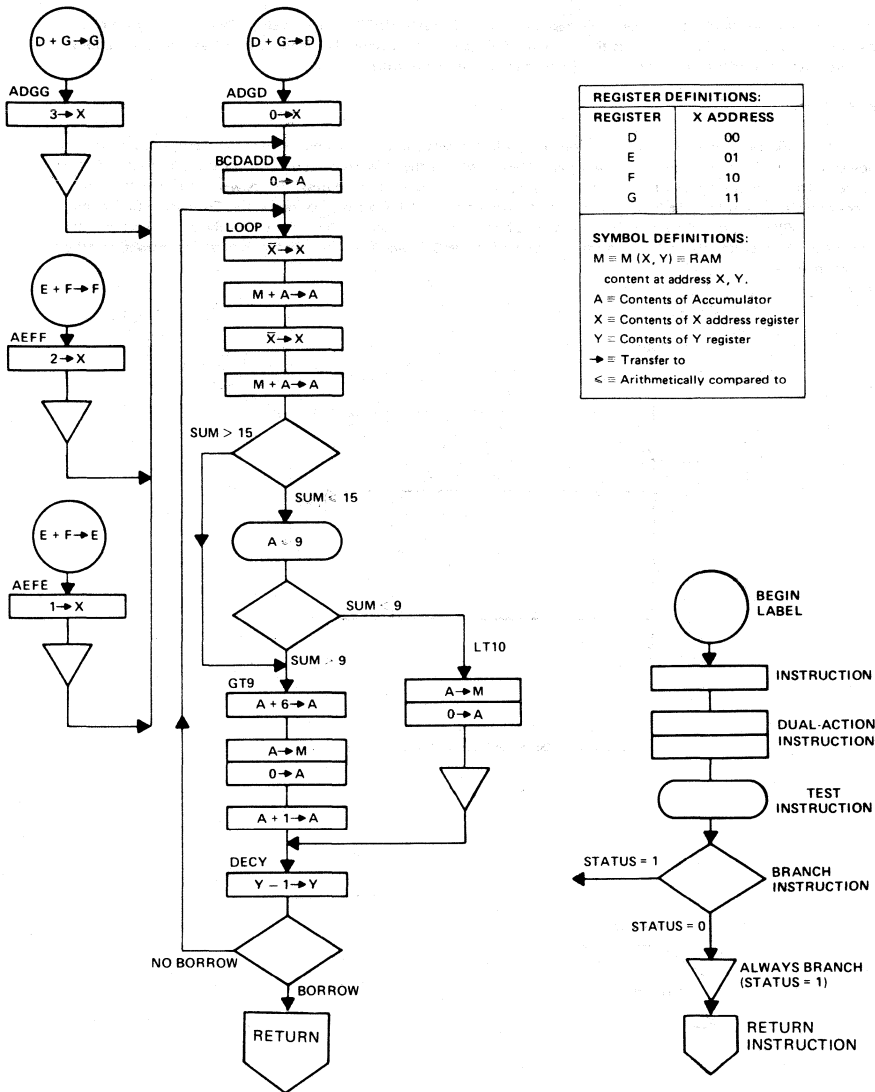 D + G → G
ADGG
3 → X
E + F → F
AEFF
2 → X
E + F → E
AEFE
1 → X
D + G → D
ADGD
0 → X
BCDADD
0 → A
LOOP
X̅ → X
M + A → A
X̅ → X
M + A → A
SUM > 15
SUM ≤ 15
A ≤ 9
SUM ≤ 9
SUM > 9
LT10
A → M
0 → A
GT9
A + 6 → A
A → M
0 → A
A + 1 → A
DECY
Y − 1 → Y
NO BORROW
BORROW
RETURN
REGISTER DEFINITIONS:
REGISTER X ADDRESS
D 00
E 01
F 10
G 11
SYMBOL DEFINITIONS:
M ≡ M (X, Y) ≡ RAM
content at address X, Y.
A ≡ Contents of Accumulator
X ≡ Contents of X address register
Y ≡ Contents of Y register
→ ≡ Transfer to
≤ ≡ Arithmetically compared to
BEGIN
LABEL
INSTRUCTION
DUAL-ACTION
INSTRUCTION
TEST
INSTRUCTION
STATUS = 1
BRANCH
INSTRUCTION
STATUS = 0
ALWAYS BRANCH
(STATUS = 1)
RETURN
INSTRUCTION